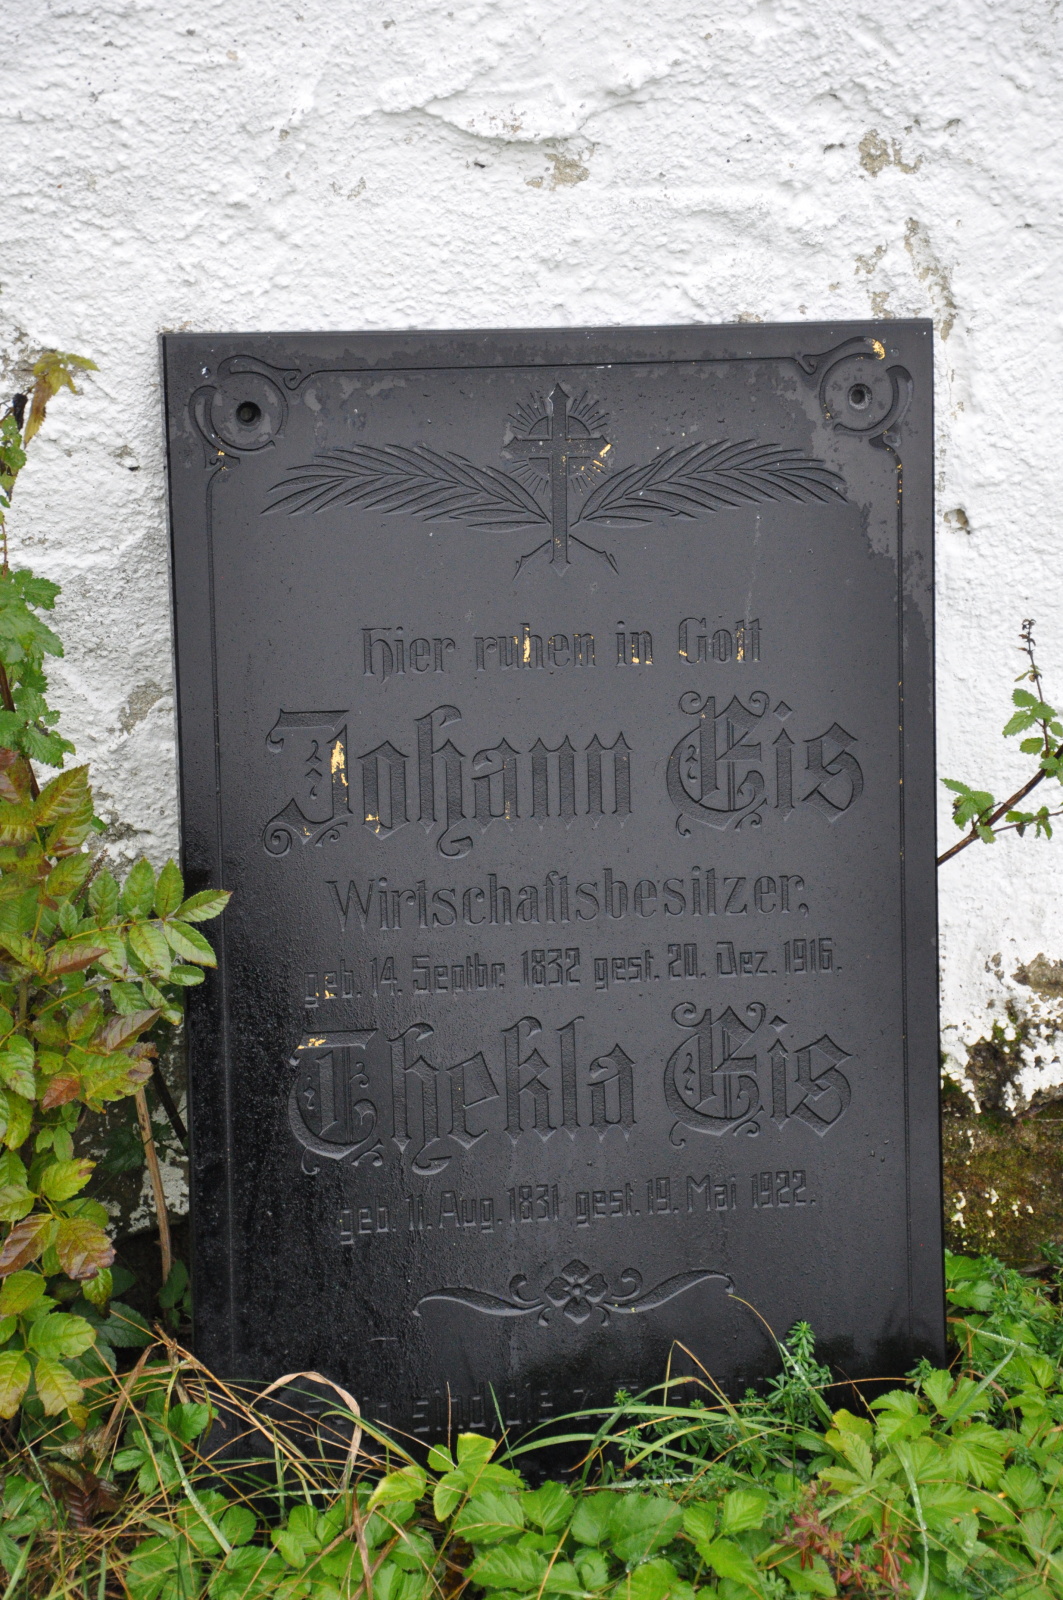 Hier ruhen in Gott
Johann Eis
Wirtschaftsbesitzer,
geb. 14. Septbr. 1832 gest. 20. Dez. 1916.
Thekla Eis
geb. 11. Aug. 1831 gest. 19. Mai 1922.